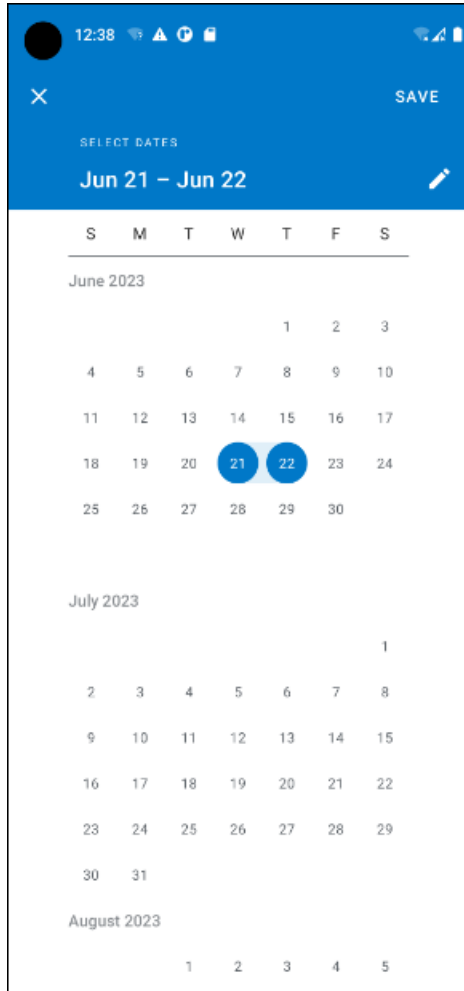 12:38
SAVE
SELECT DATES
Jun 21 – Jun 22
S M T W T F S
June 2023
1 2 3
4 5 6 7 8 9 10
11 12 13 14 15 16 17
18 19 20 21 22 23 24
25 26 27 28 29 30
July 2023
1
2 3 4 5 6 7 8
9 10 11 12 13 14 15
16 17 18 19 20 21 22
23 24 25 26 27 28 29
30 31
August 2023
1 2 3 4 5